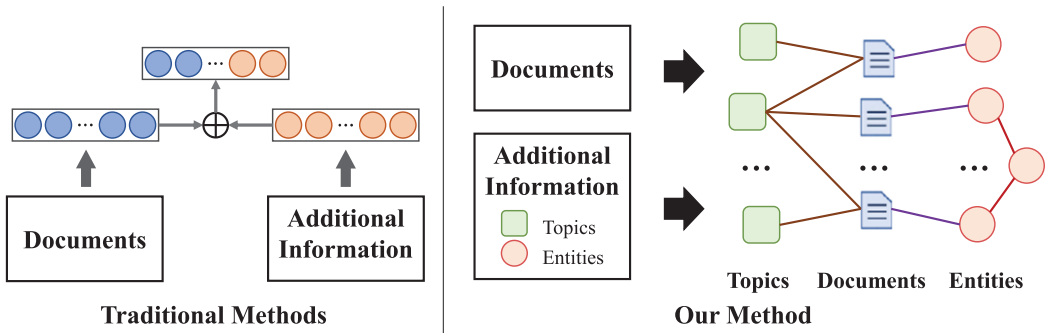 ...
...
...
Documents
Additional
Information
Traditional Methods
Documents
Additional
Information
Topics
Entities
...
...
...
Topics
Documents
Entities
Our Method